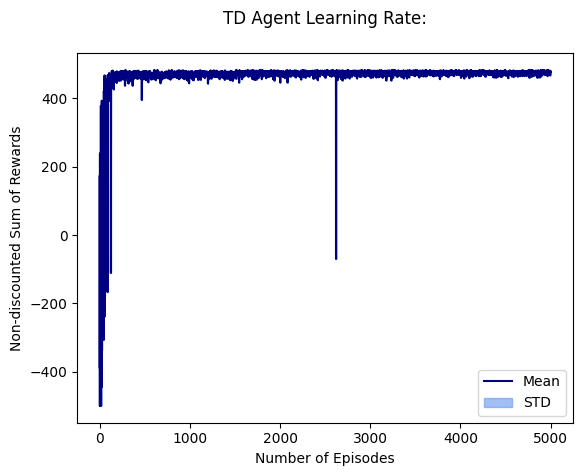 TD Agent Learning Rate:
Non-discounted Sum of Rewards
400
200
0
−200
−400
0 1000 2000 3000 4000 5000
Number of Episodes
Mean
STD